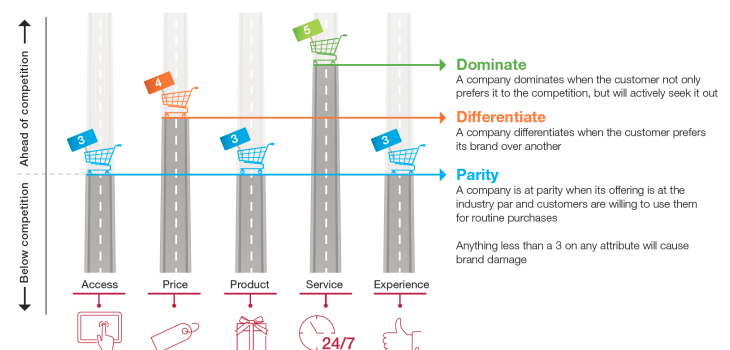 Ahead of competition
Below competition
3
4
3
5
3
Dominate
A company dominates when the customer not only
prefers it to the competition, but will actively seek it out
Differentiate
A company differentiates when the customer prefers
its brand over another
Parity
A company is at parity when its offering is at the
industry par and customers are willing to use them
for routine purchases
Anything less than a 3 on any attribute will cause
brand damage
Access
Price
Product
Service
Experience
24/7